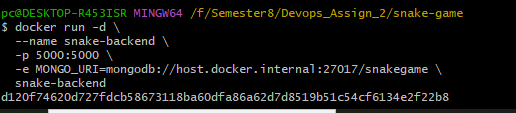 pc@DESKTOP-R453ISR MINGW64 /f/Semester8/Devops_Assign_2/snake-game
$ docker run -d \
  --name snake-backend \
  -p 5000:5000 \
  -e MONGO_URI=mongodb://host.docker.internal:27017/snakegame \
  snake-backend
d120f74620d727fdcb58673118ba60dfa86a62d7d8519b51c54cf6134e2f22b8